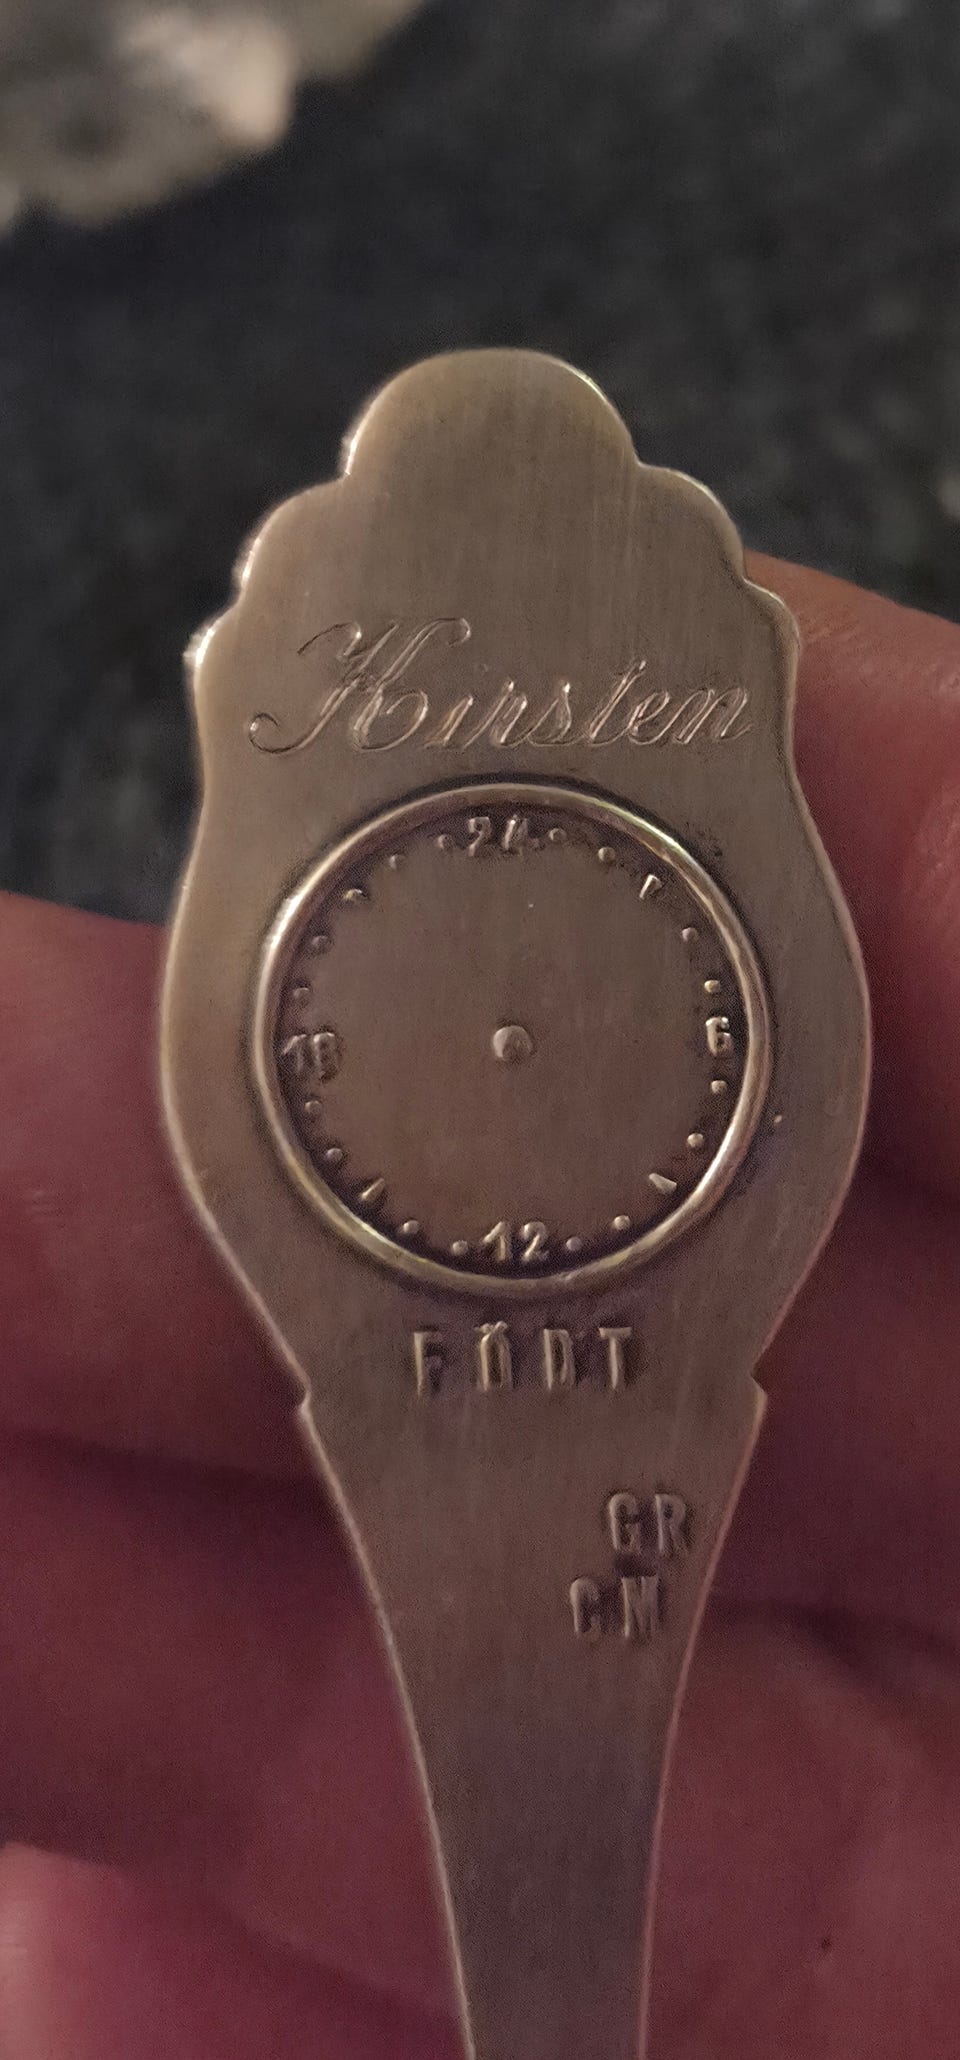 Kirsten
24
18 6
12
FÖDT
GR
CM